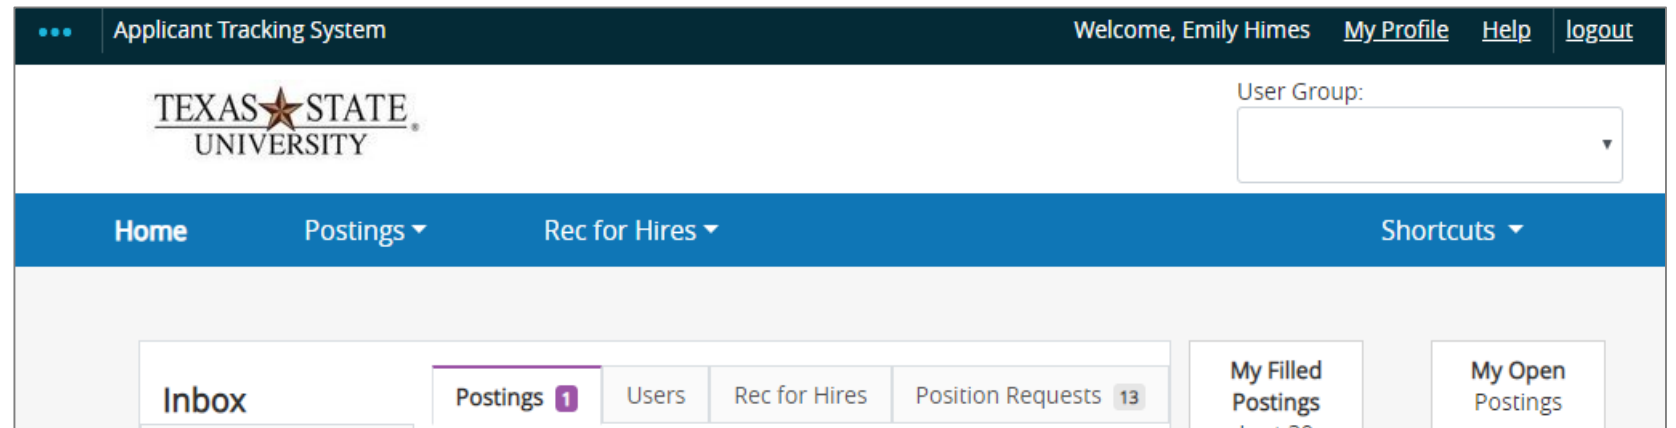 Applicant Tracking System Welcome, Emily Himes My Profile Help logout
TEXAS STATE
UNIVERSITY ®
User Group:
Home Postings Rec for Hires Shortcuts
Inbox
Postings 1 Users Rec for Hires Position Requests 13
My Filled
Postings
My Open
Postings